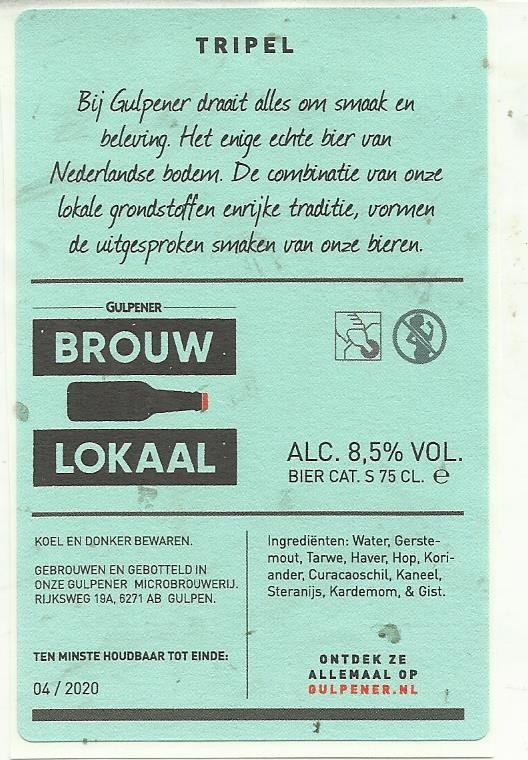 TRIPEL
Bij Gulpener draait alles om smaak en
beleving. Het enige echte bier van
Nederlandse bodem. De combinatie van onze
lokale grondstoffen enrijke traditie, vormen
de uitgesproken smaken van onze bieren.
GULPENER
BROUW
LOKAAL
ALC. 8,5% VOL.
BIER CAT. S 75 CL. ℮
KOEL EN DONKER BEWAREN.
GEBROUWEN EN GEBOTTELD IN
ONZE GULPENER MICROBROUWERIJ.
RIJKSWEG 19A, 6271 AB GULPEN.
TEN MINSTE HOUDBAAR TOT EINDE:
04 / 2020
Ingrediënten: Water, Gerste-
mout, Tarwe, Haver, Hop, Kori-
ander, Curacaoschil, Kaneel,
Steranijs, Kardemom, & Gist.
ONTDEK ZE
ALLEMAAL OP
GULPENER.NL